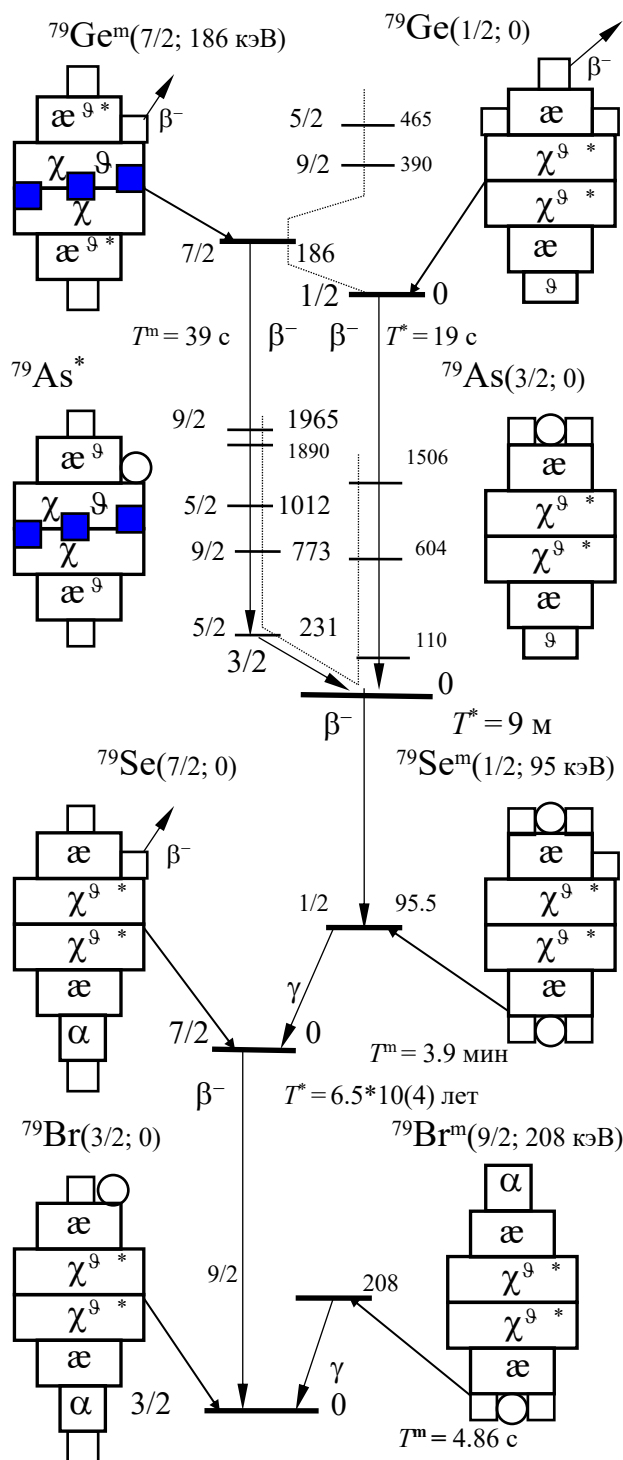 ⁷⁹Geᵐ(7/2; 186 кэВ)
⁷⁹Ge(1/2; 0)
β⁻
æ ᶿ *
β⁻
χ ϑ
χ
æ ᶿ *
æ
χᶿ *
χᶿ *
æ
ϑ
5/2 465
9/2 390
7/2 186
1/2 0
Tᵐ = 39 с
β⁻
β⁻
T* = 19 с
⁷⁹As*
⁷⁹As(3/2; 0)
æ ᶿ
χ ϑ
χ
æ ᶿ
æ
χᶿ *
χᶿ *
æ
ϑ
9/2 1965
1890
1506
5/2 1012
9/2 773
604
5/2 231
110
3/2 0
β⁻
T* = 9 м
⁷⁹Se(7/2; 0)
⁷⁹Seᵐ(1/2; 95 кэВ)
β⁻
æ
χᶿ *
χᶿ *
æ
α
æ
χᶿ *
χᶿ *
æ
1/2 95.5
γ
7/2 0
Tᵐ = 3.9 мин
β⁻
T* = 6.5*10(4) лет
⁷⁹Br(3/2; 0)
⁷⁹Brᵐ(9/2; 208 кэВ)
æ
χᶿ *
χᶿ *
æ
α
α
æ
χᶿ *
χᶿ *
æ
9/2 208
γ
3/2 0
Tᵐ = 4.86 с